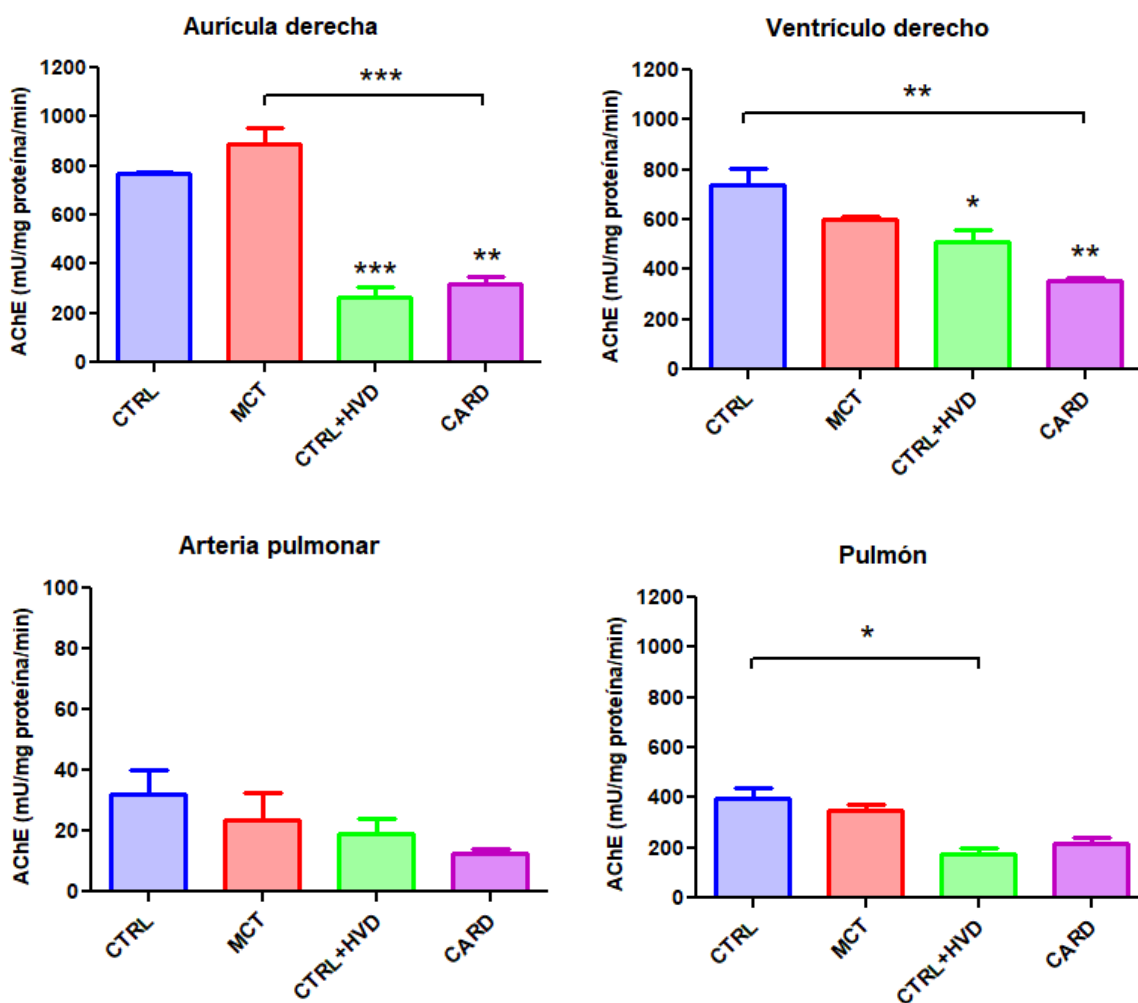 Aurícula derecha
AChE (mU/mg proteína/min)
1200
1000
800
600
400
200
0
***
***
**
CTRL
MCT
CTRL+HVD
CARD
Ventrículo derecho
AChE (mU/mg proteína/min)
1200
1000
800
600
400
200
0
**
*
**
CTRL
MCT
CTRL+HVD
CARD
Arteria pulmonar
AChE (mU/mg proteína/min)
100
80
60
40
20
0
CTRL
MCT
CTRL+HVD
CARD
Pulmón
AChE (mU/mg proteína/min)
1200
1000
800
600
400
200
0
*
CTRL
MCT
CTRL+HVD
CARD